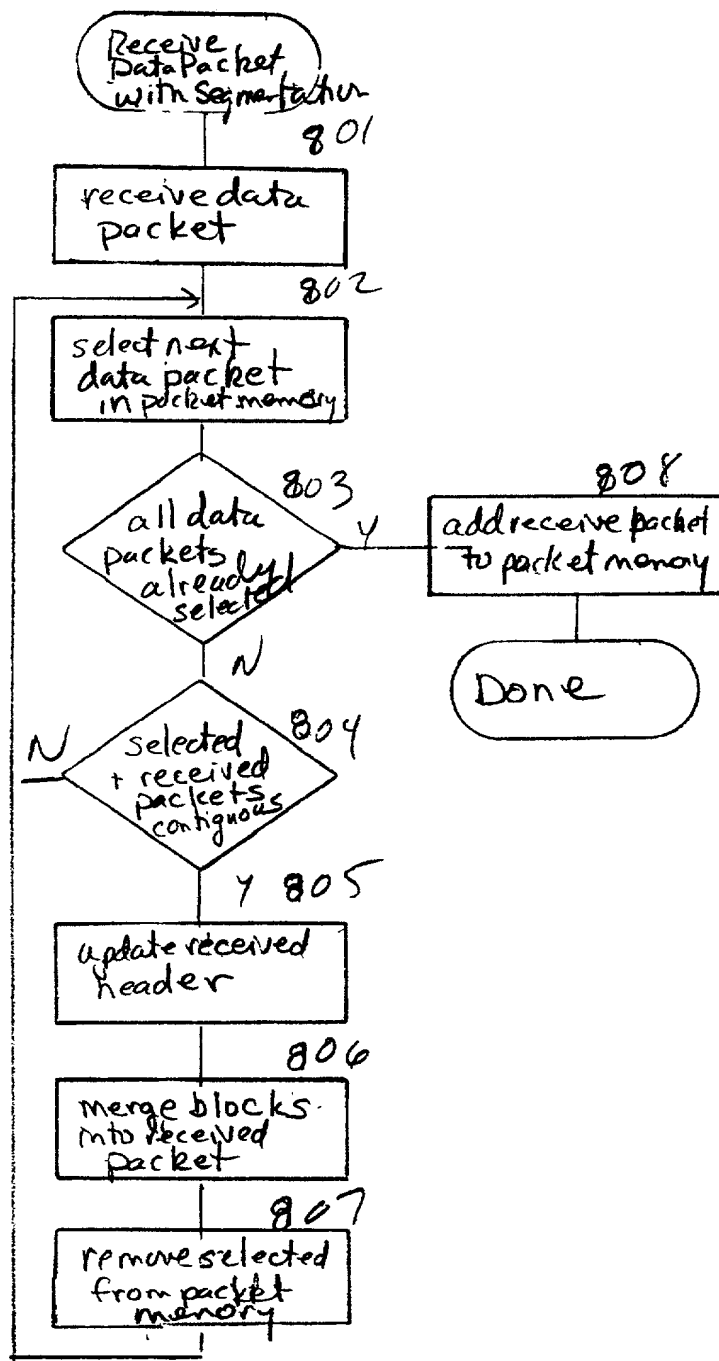 Receive
Data Packet
with Segmentation
801
receive data
packet
802
select next
data packet
in packet memory
803
all data
packets
already
selected
Y
808
add receive packet
to packet memory
Done
N
804
N
selected
+ received
packets
contiguous
Y 805
update received
header
806
merge blocks
into received
packet
807
remove selected
from packet
memory